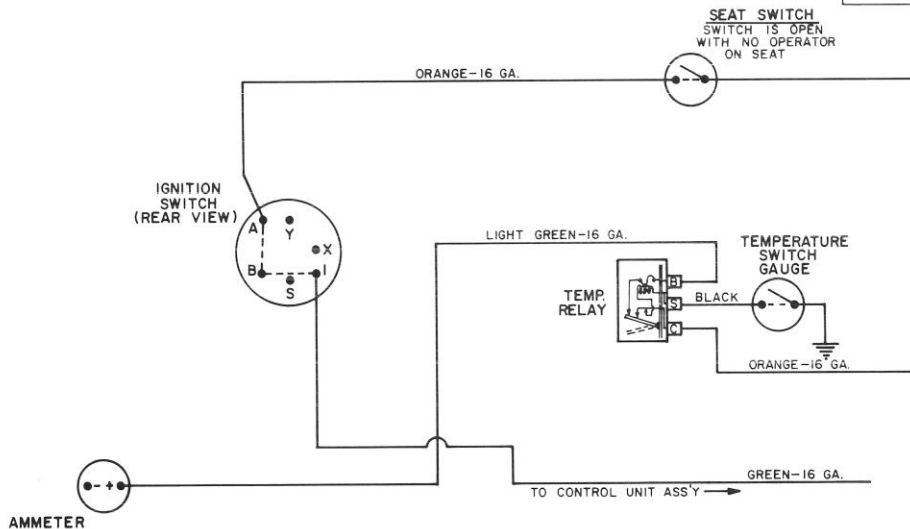 SEAT SWITCH
SWITCH IS OPEN
WITH NO OPERATOR
ON SEAT
ORANGE-16 GA.
IGNITION
SWITCH
(REAR VIEW)
A
Y
X
B
I
S
LIGHT GREEN-16 GA.
TEMPERATURE
SWITCH
GAUGE
TEMP.
RELAY
B
S
BLACK
C
ORANGE-16 GA.
- +
GREEN-16 GA.
TO CONTROL UNIT ASS'Y
AMMETER